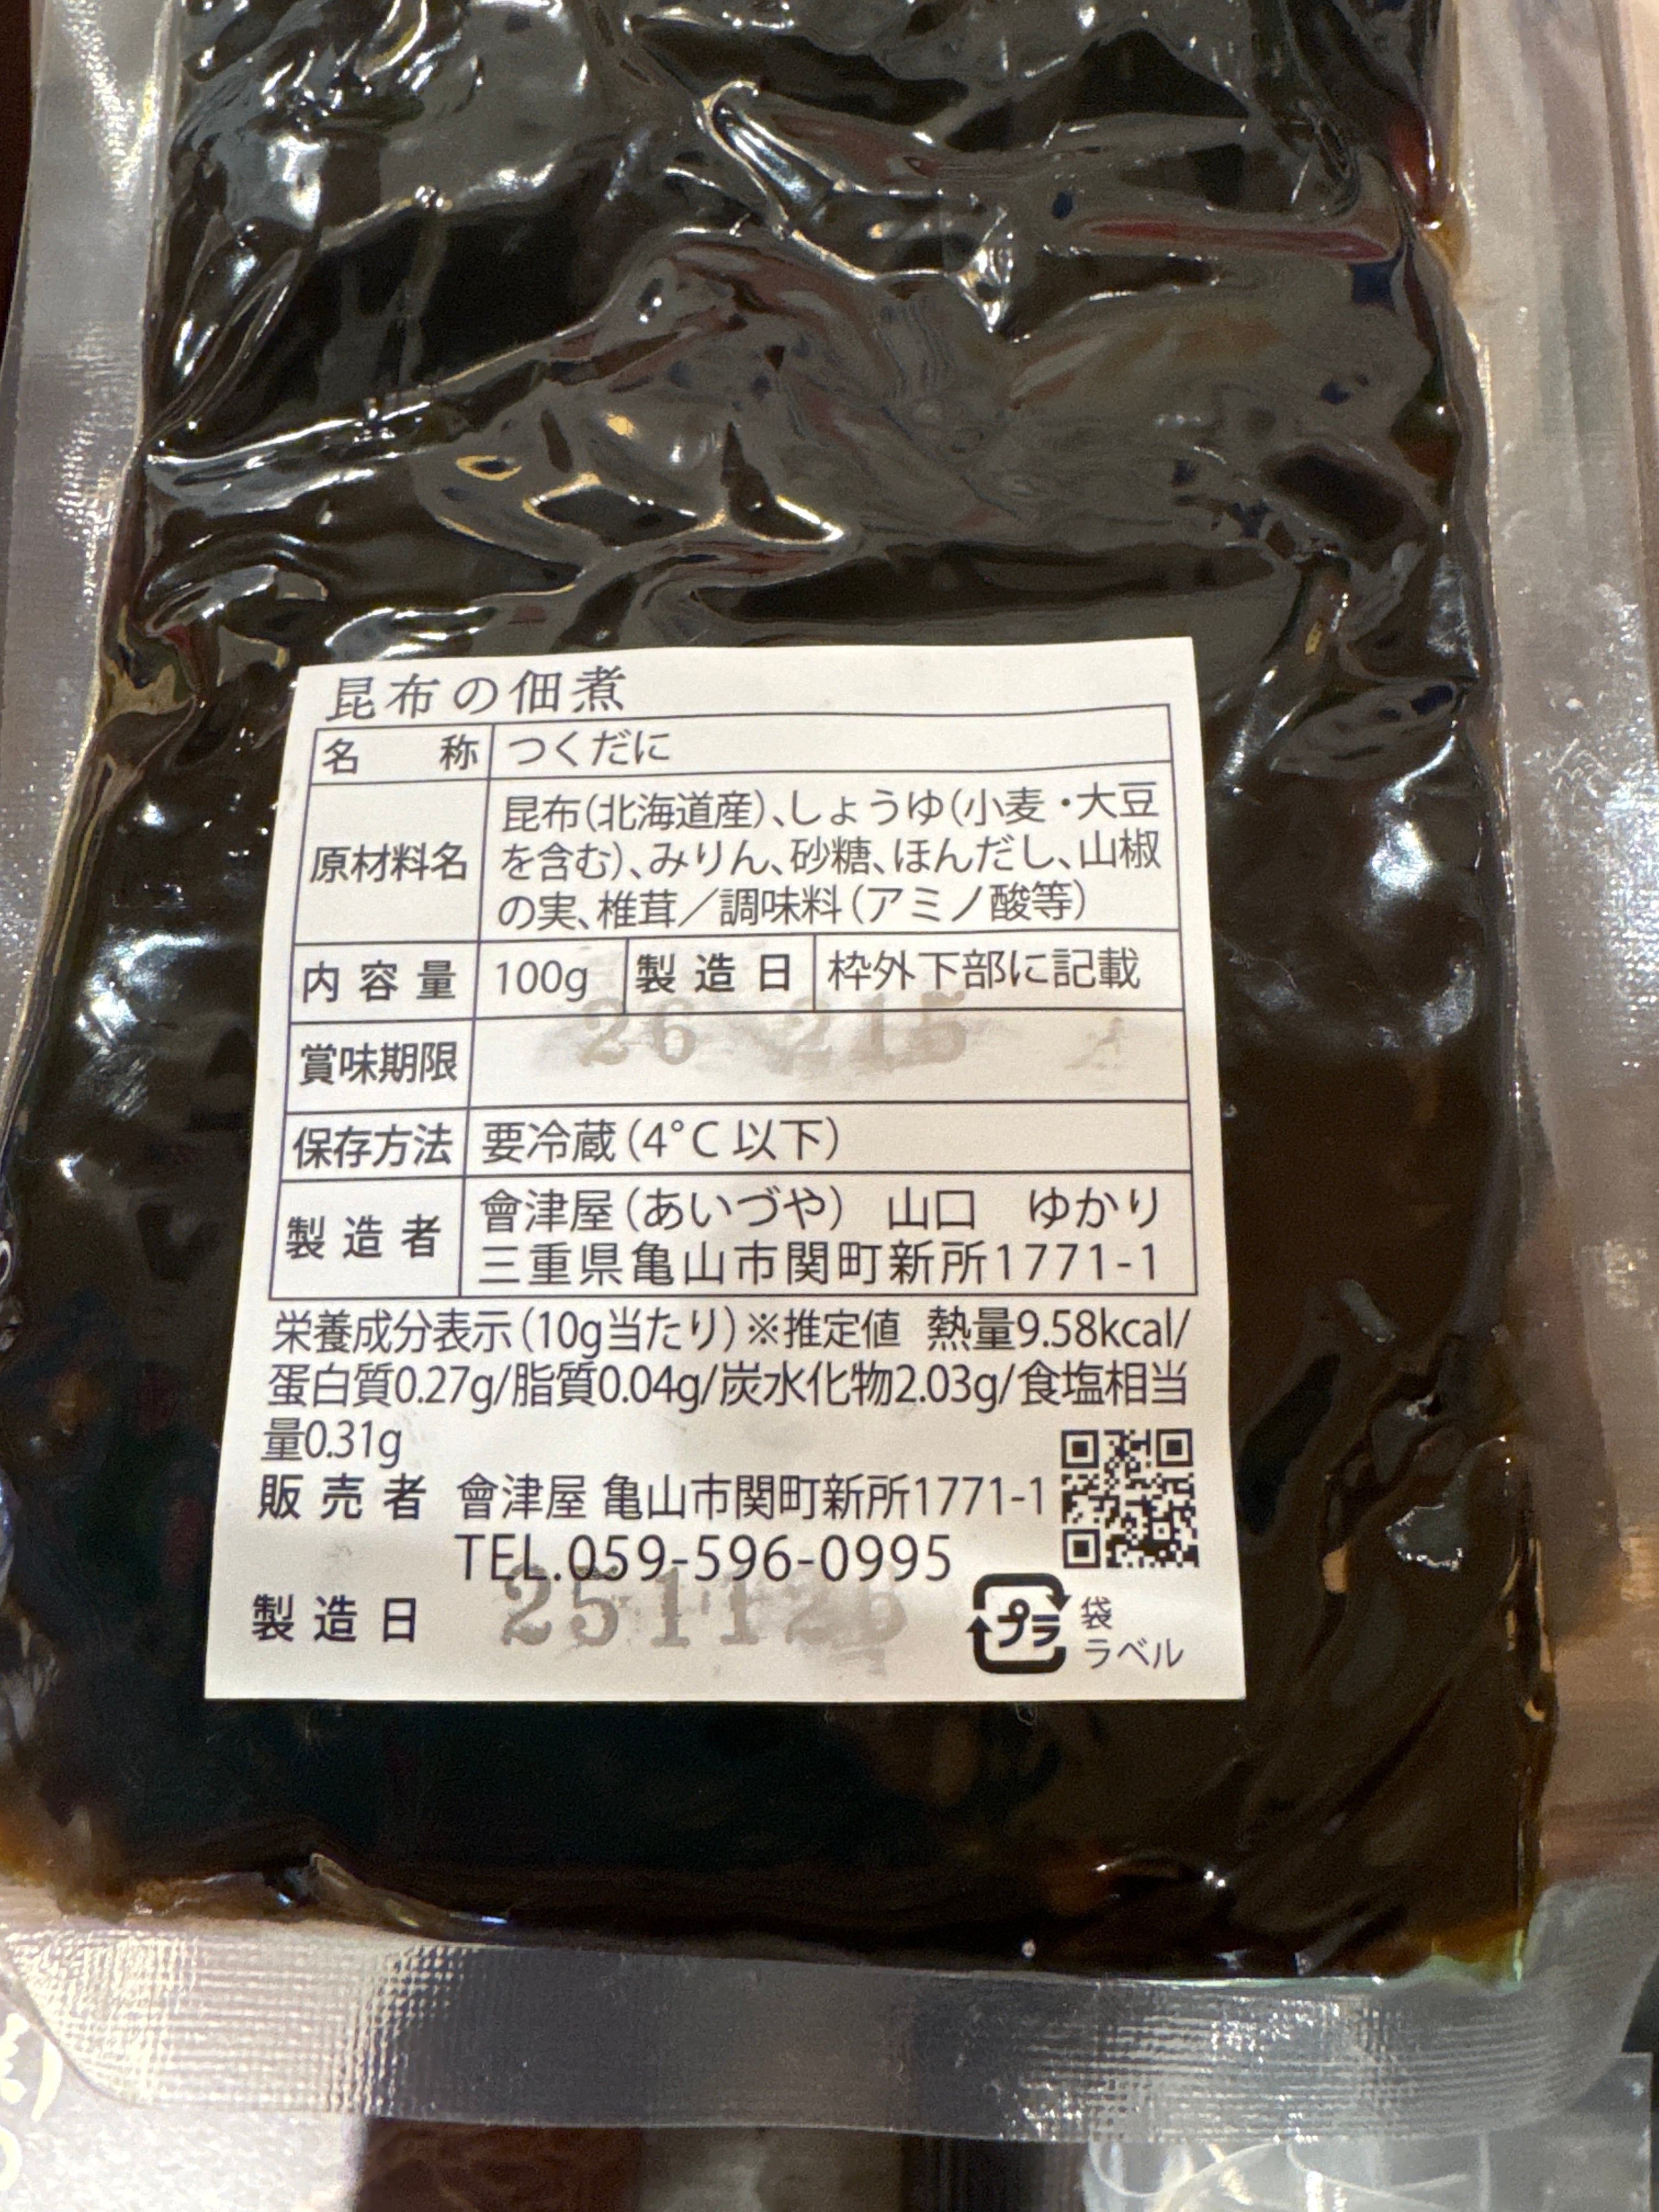 昆布の佃煮
名 称 つくだに
原材料名 昆布(北海道産)、しょうゆ(小麦・大豆
を含む)、みりん、砂糖、ほんだし、山椒
の実、椎茸／調味料(アミノ酸等)
内容量 100g 製造日 枠外下部に記載
賞味期限 26 215
保存方法 要冷蔵(4°C以下)
製造者 會津屋(あいづや) 山口 ゆかり
三重県亀山市関町新所1771-1
栄養成分表示(10g当たり)※推定値 熱量9.58kcal/
蛋白質0.27g/脂質0.04g/炭水化物2.03g/食塩相当
量0.31g
販売者 會津屋 亀山市関町新所1771-1
TEL.059-596-0995
製造日
プラ 袋
ラベル